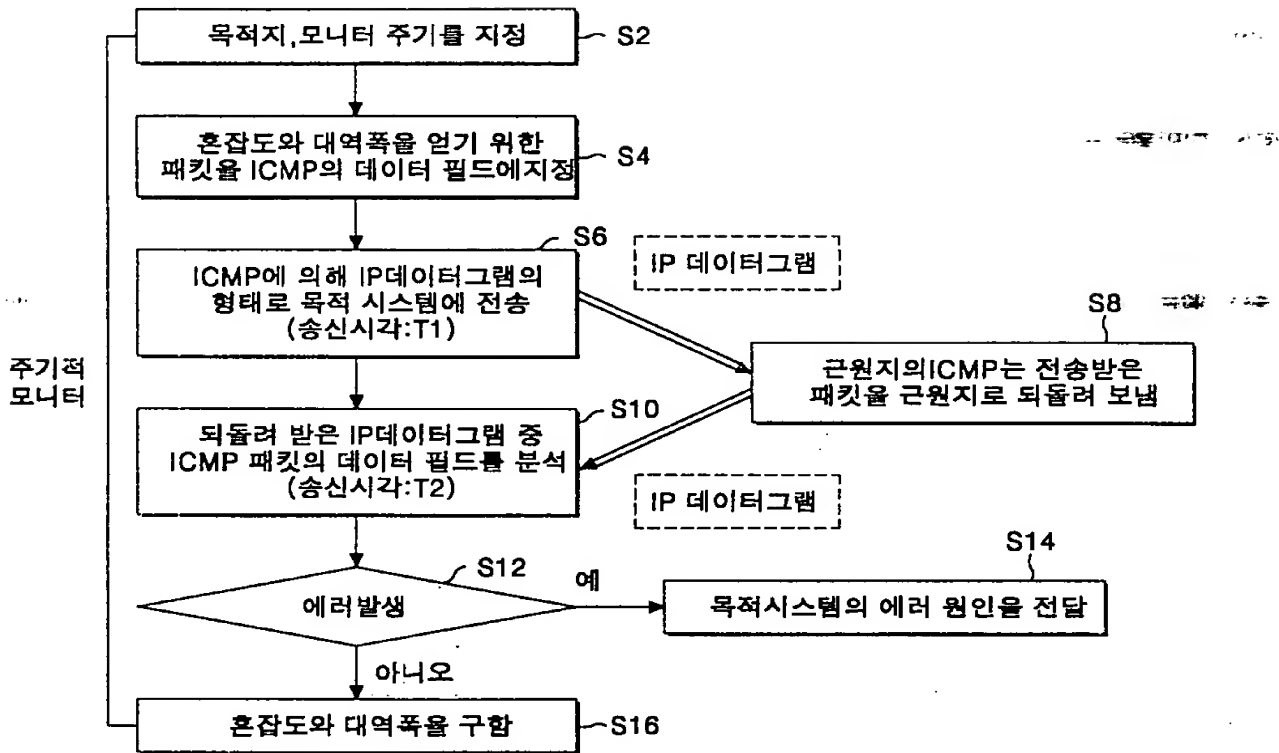 목적지,모니터 주기를 지정
S2
혼잡도와 대역폭을 얻기 위한
패킷을 ICMP의 데이터 필드에지정
S4
S6
ICMP에 의해 IP데이터그램의
형태로 목적 시스템에 전송
(송신시각:T1)
IP 데이터그램
S8
근원지의ICMP는 전송받은
패킷을 근원지로 되돌려 보냄
주기적
모니터
S10
되돌려 받은 IP데이터그램 중
ICMP 패킷의 데이터 필드를 분석
(송신시각:T2)
IP 데이터그램
S12
에러발생
예
S14
목적시스템의 에러 원인을 전달
아니오
혼잡도와 대역폭을 구함
S16